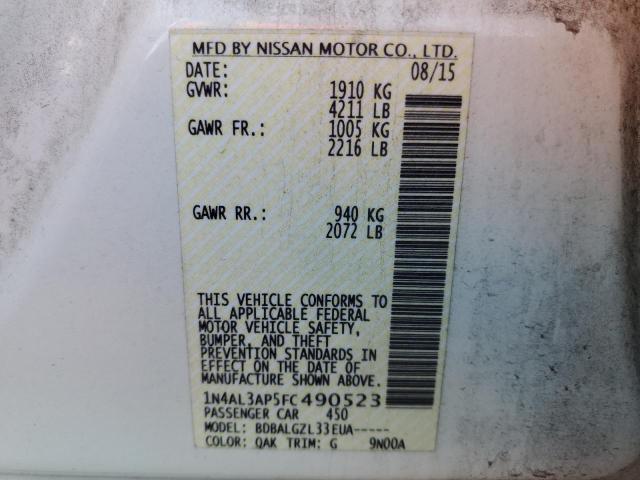 MFD BY NISSAN MOTOR CO., LTD.
DATE: 08/15
GVWR: 1910 KG
4211 LB
GAWR FR.: 1005 KG
2216 LB
GAWR RR.: 940 KG
2072 LB
THIS VEHICLE CONFORMS TO
ALL APPLICABLE FEDERAL
MOTOR VEHICLE SAFETY,
BUMPER, AND THEFT
PREVENTION STANDARDS IN
EFFECT ON THE DATE OF
MANUFACTURE SHOWN ABOVE.
1N4AL3AP5FC490523
PASSENGER CAR 450
MODEL: BDBALGZL33EUA-----
COLOR: QAK TRIM: G 9N00A